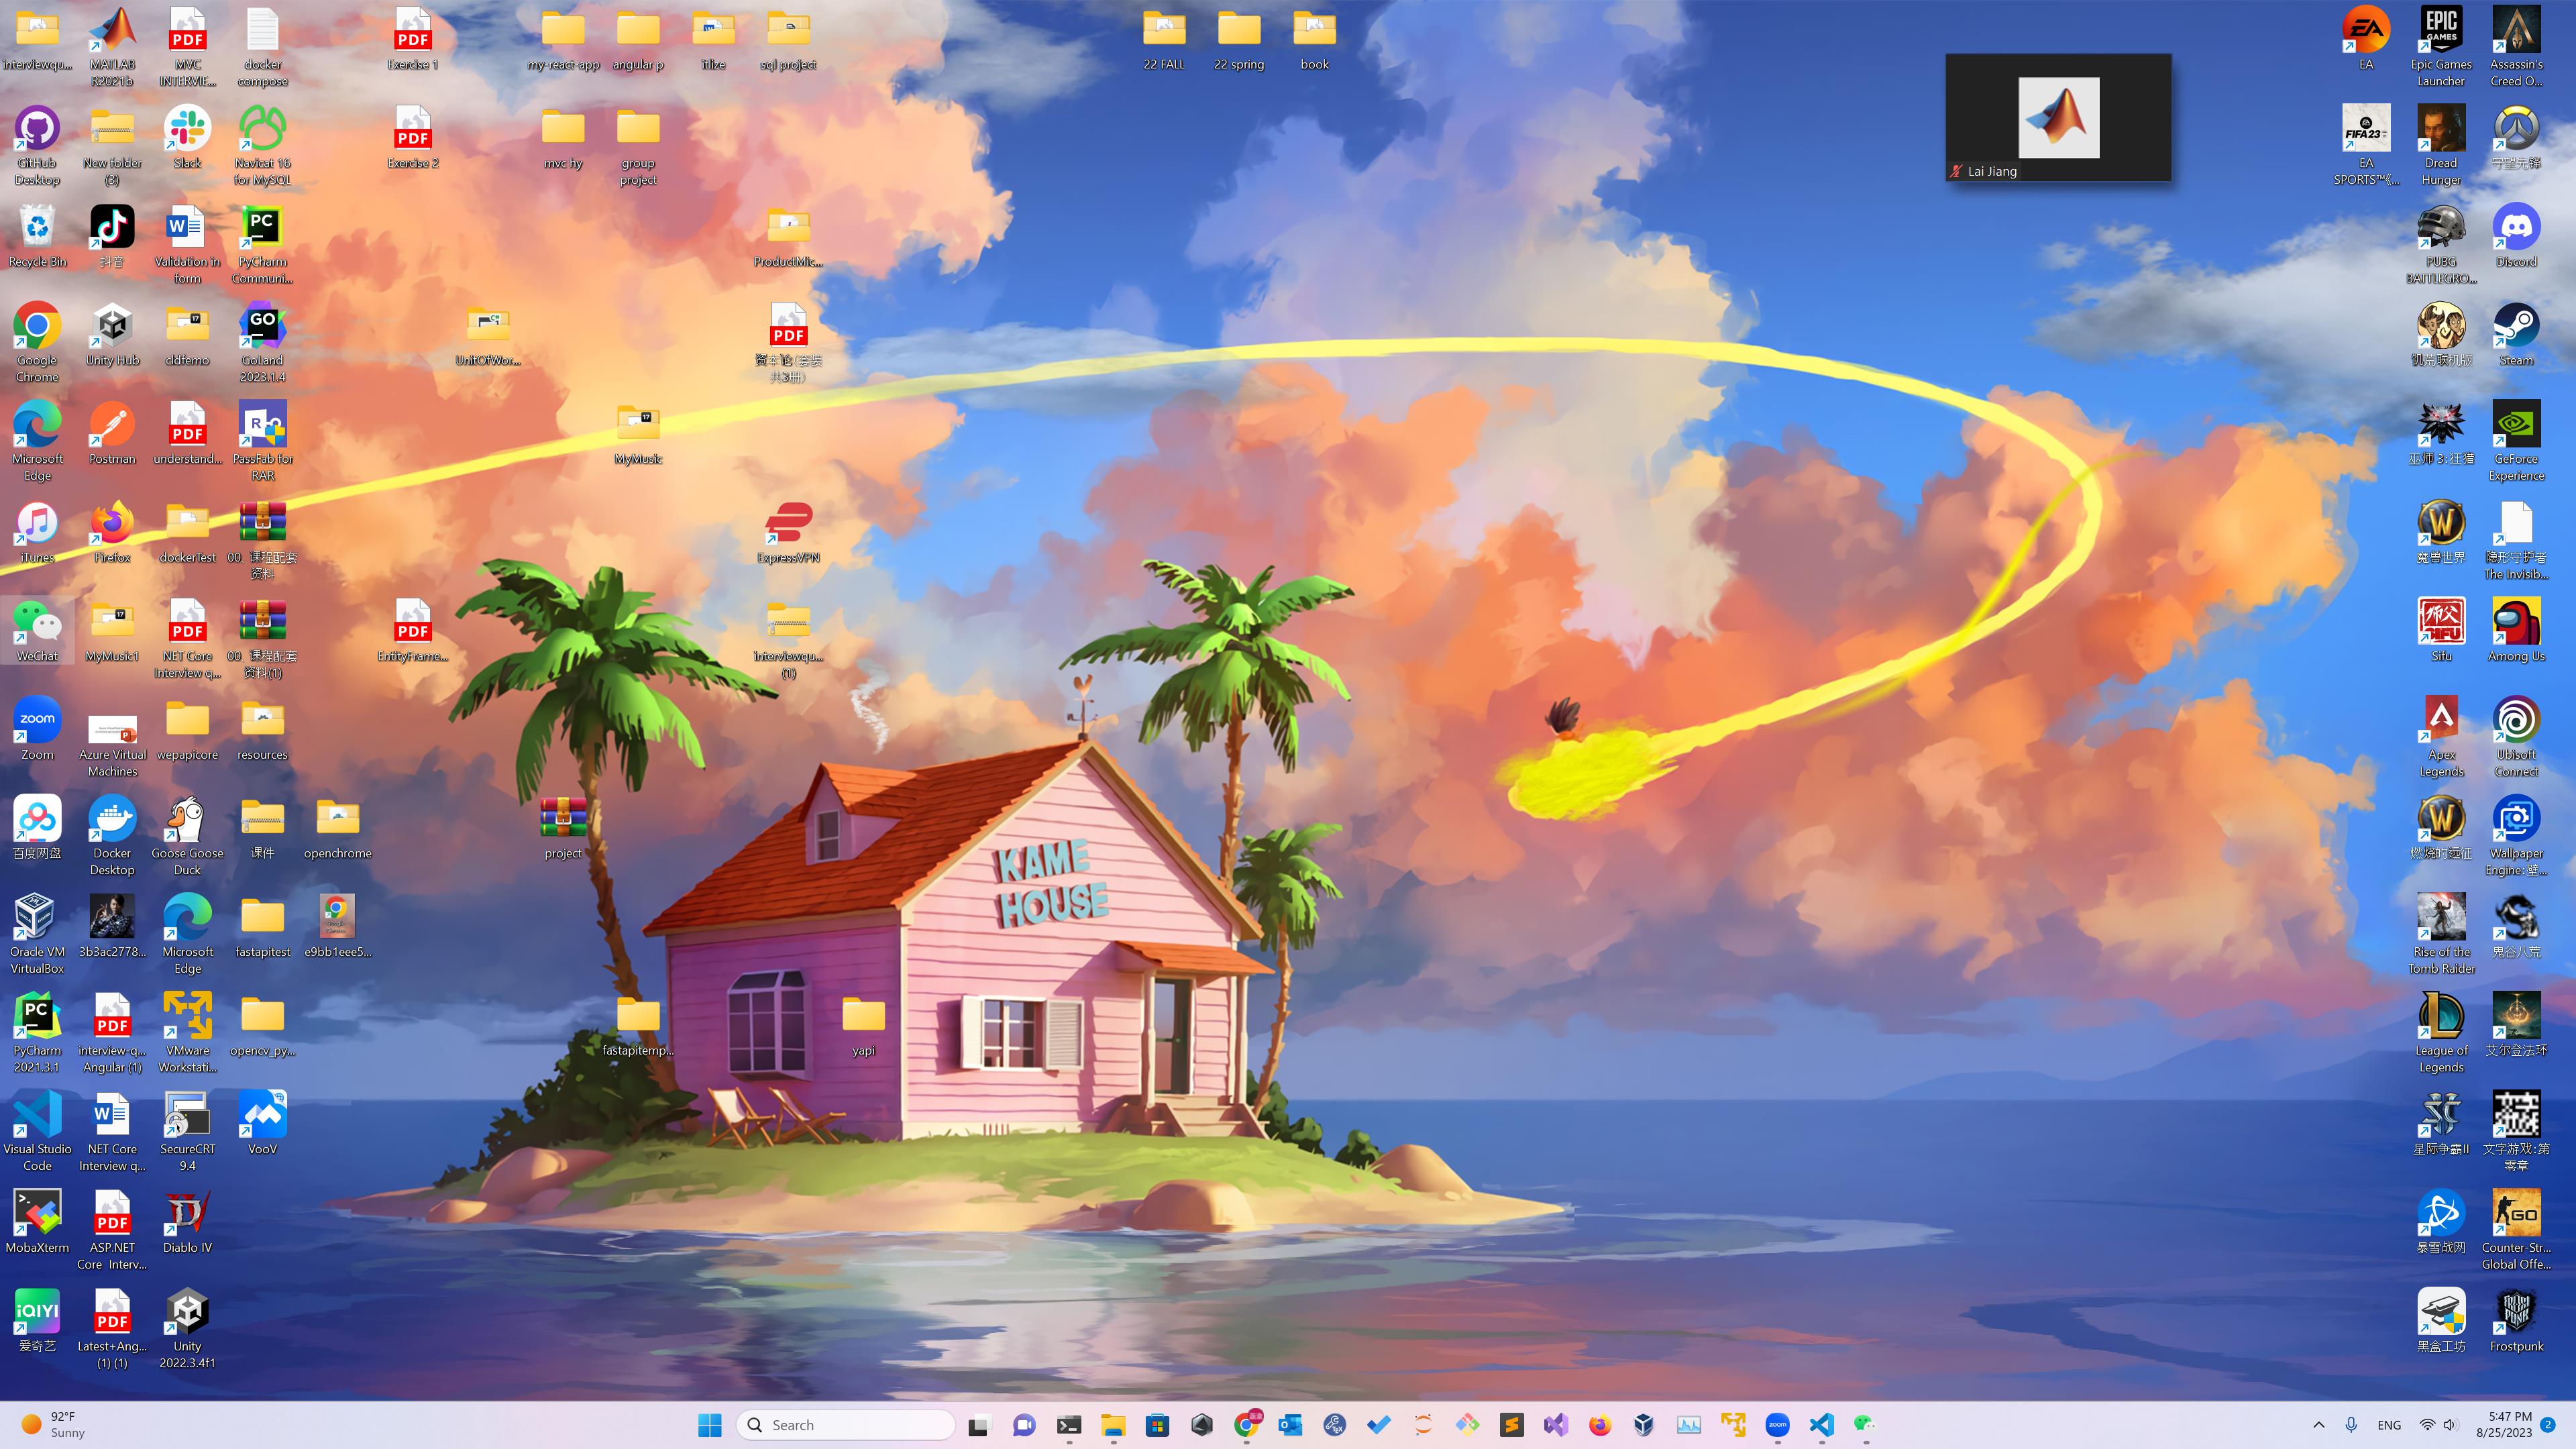 interviewqu...
MATLAB
R2021b
MVC
INTERVIE...
docker
compose
Exercise 1
my-react-app
angular p
itlize
sql project
22 FALL
22 spring
book
EA
Epic Games
Launcher
Assassin's
Creed O...
Lai Jiang
GitHub
Desktop
New folder
(3)
Slack
Navicat 16
for MySQL
Exercise 2
mvc hy
group
project
EA
SPORTS™《...
Dread
Hunger
守望先锋
Recycle Bin
抖音
Validation in
form
PyCharm
Communi...
ProductMic...
PUBG
BATTLEGRO...
Discord
Google
Chrome
Unity Hub
cldfemo
GoLand
2023.1.4
UnitOfWor...
资本论(套装
共3册)
饥荒联机版
Steam
Microsoft
Edge
Postman
understand...
PassFab for
RAR
MyMusic
巫师 3:狂猎
GeForce
Experience
iTunes
Firefox
dockerTest
00_课程配套
资料
ExpressVPN
魔兽世界
隐形守护者
The Invisib...
WeChat
MyMusic1
NET Core
Interview q...
00_课程配套
资料(1)
EntityFrame...
interviewqu...
(1)
Sifu
Among Us
Zoom
Azure Virtual
Machines
wepapicore
resources
Apex
Legends
Ubisoft
Connect
百度网盘
Docker
Desktop
Goose Goose
Duck
课件
openchrome
project
KAME
HOUSE
燃烧的远征
Wallpaper
Engine:壁...
Oracle VM
VirtualBox
3b3ac2778...
Microsoft
Edge
fastapitest
e9bb1eee5...
Rise of the
Tomb Raider
鬼谷八荒
PyCharm
2021.3.1
interview-q...
Angular (1)
VMware
Workstati...
opencv_py...
fastapitemp...
yapi
League of
Legends
艾尔登法环
Visual Studio
Code
NET Core
Interview q...
SecureCRT
9.4
VooV
星际争霸II
文字游戏:第
零章
MobaXterm
ASP.NET
Core Interv...
Diablo IV
暴雪战网
Counter-Str...
Global Offe...
爱奇艺
Latest+Ang...
(1) (1)
Unity
2022.3.4f1
黑盒工坊
Frostpunk
92°F
Sunny
Search
ENG
5:47 PM
8/25/2023
2